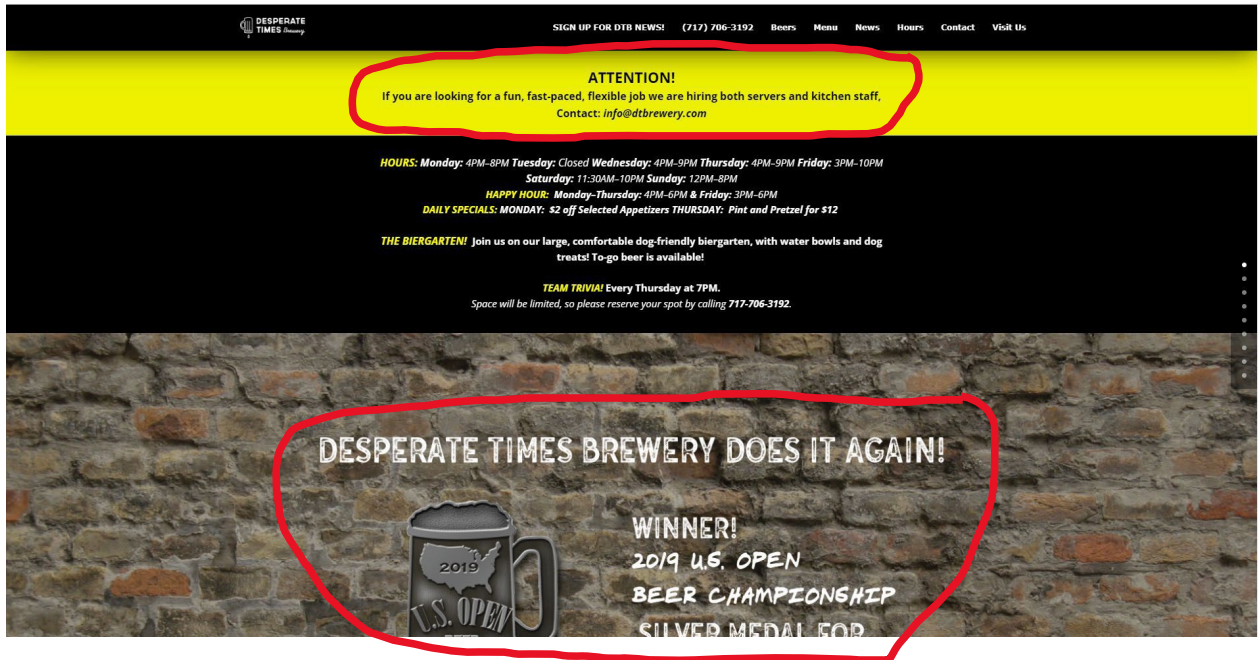 DESPERATE
TIMES Brewing
SIGN UP FOR DTB NEWS! (717) 706-3192 Beers Menu News Hours Contact Visit Us
ATTENTION!
If you are looking for a fun, fast-paced, flexible job we are hiring both servers and kitchen staff,
Contact: info@dtbrewery.com
HOURS: Monday: 4PM–8PM Tuesday: Closed Wednesday: 4PM–9PM Thursday: 4PM–9PM Friday: 3PM–10PM
Saturday: 11:30AM–10PM Sunday: 12PM–8PM
HAPPY HOUR: Monday–Thursday: 4PM–6PM & Friday: 3PM–6PM
DAILY SPECIALS: MONDAY: $2 off Selected Appetizers THURSDAY: Pint and Pretzel for $12
THE BIERGARTEN! Join us on our large, comfortable dog-friendly biergarten, with water bowls and dog
treats! To-go beer is available!
TEAM TRIVIA! Every Thursday at 7PM.
Space will be limited, so please reserve your spot by calling 717-706-3192.
DESPERATE TIMES BREWERY DOES IT AGAIN!
2019
U.S. OPEN
BEER
WINNER!
2019 U.S. OPEN
BEER CHAMPIONSHIP
SILVER MEDAL FOR